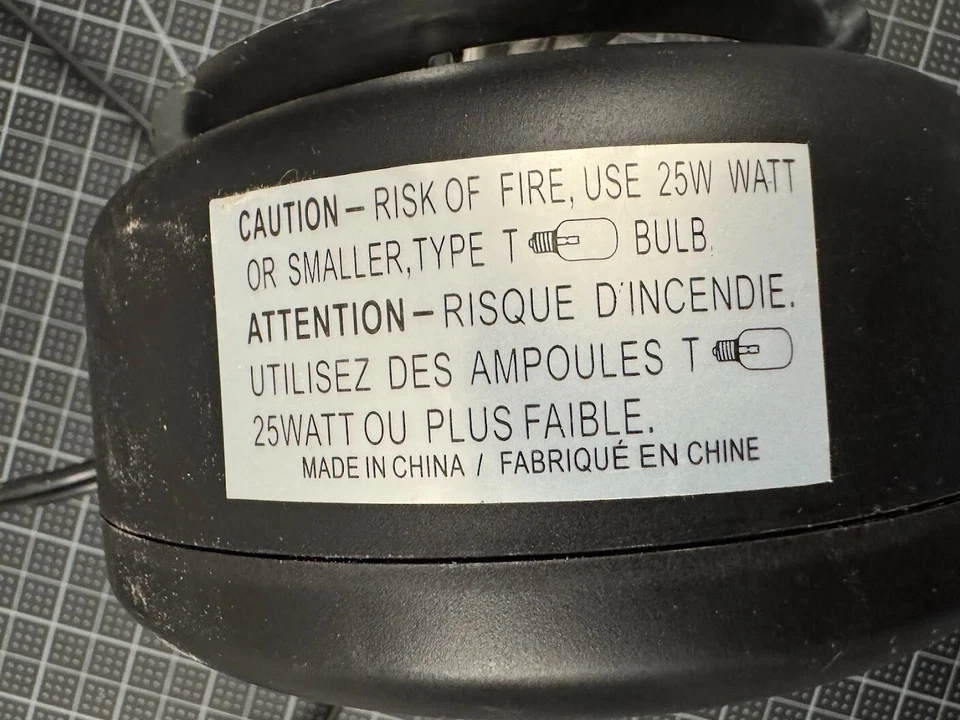 CAUTION – RISK OF FIRE, USE 25W WATT
OR SMALLER, TYPE T BULB.
ATTENTION – RISQUE D'INCENDIE.
UTILISEZ DES AMPOULES T
25WATT OU PLUS FAIBLE.
MADE IN CHINA / FABRIQUÉ EN CHINE